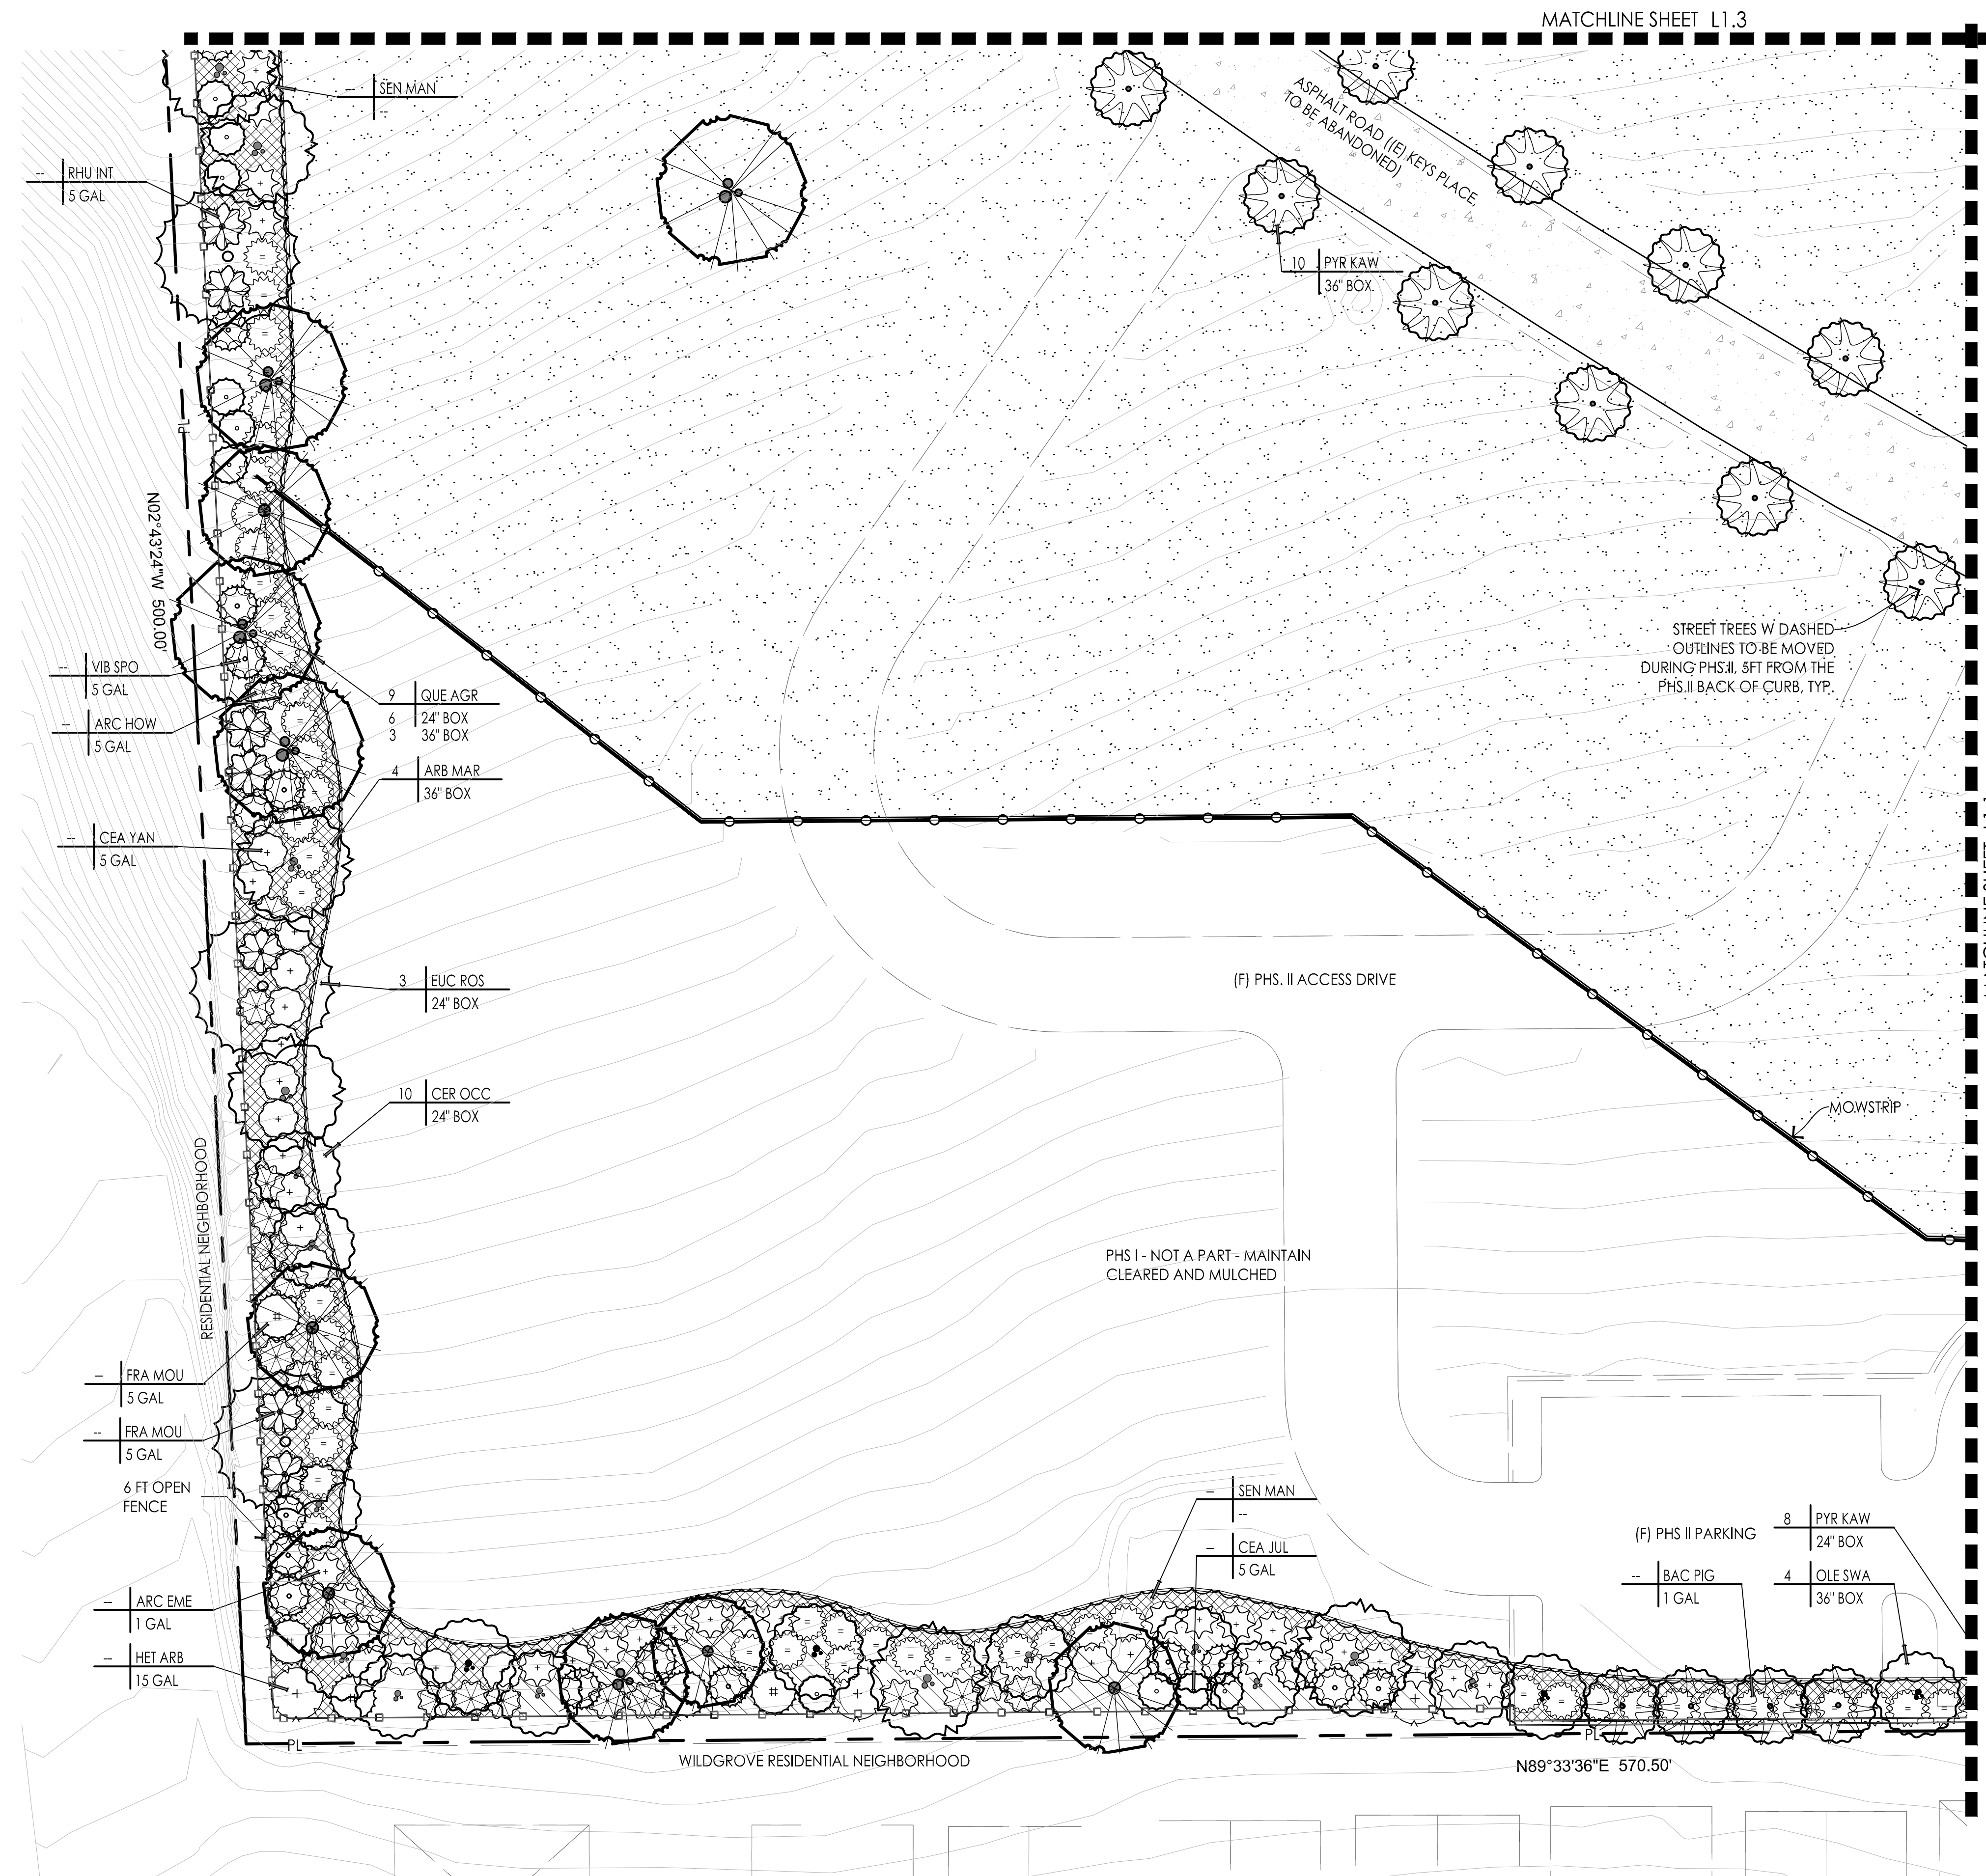 MATCHLINE SHEET L1.3
-- SEN MAN
--
ASPHALT ROAD ((E) KEYS PLACE
TO BE ABANDONED)
-- RHU INT
5 GAL
10 PYR KAW
36" BOX
PL
N02°43'24"W 500.00'
STREET TREES W DASHED
OUTLINES TO BE MOVED
DURING PHS.II, 5FT FROM THE
PHS.II BACK OF CURB, TYP.
-- VIB SPO
5 GAL
9 QUE AGR
6 24" BOX
3 36" BOX
-- ARC HOW
5 GAL
4 ARB MAR
36" BOX
-- CEA YAN
5 GAL
3 EUC ROS
24" BOX
(F) PHS. II ACCESS DRIVE
10 CER OCC
24" BOX
MOWSTRIP
RESIDENTIAL NEIGHBORHOOD
PHS I - NOT A PART - MAINTAIN
CLEARED AND MULCHED
-- FRA MOU
5 GAL
-- FRA MOU
5 GAL
6 FT OPEN
FENCE
-- SEN MAN
--
-- CEA JUL
5 GAL
(F) PHS II PARKING
8 PYR KAW
24" BOX
-- BAC PIG
1 GAL
4 OLE SWA
36" BOX
-- ARC EME
1 GAL
-- HET ARB
15 GAL
PL
PL
WILDGROVE RESIDENTIAL NEIGHBORHOOD
N89°33'36"E 570.50'